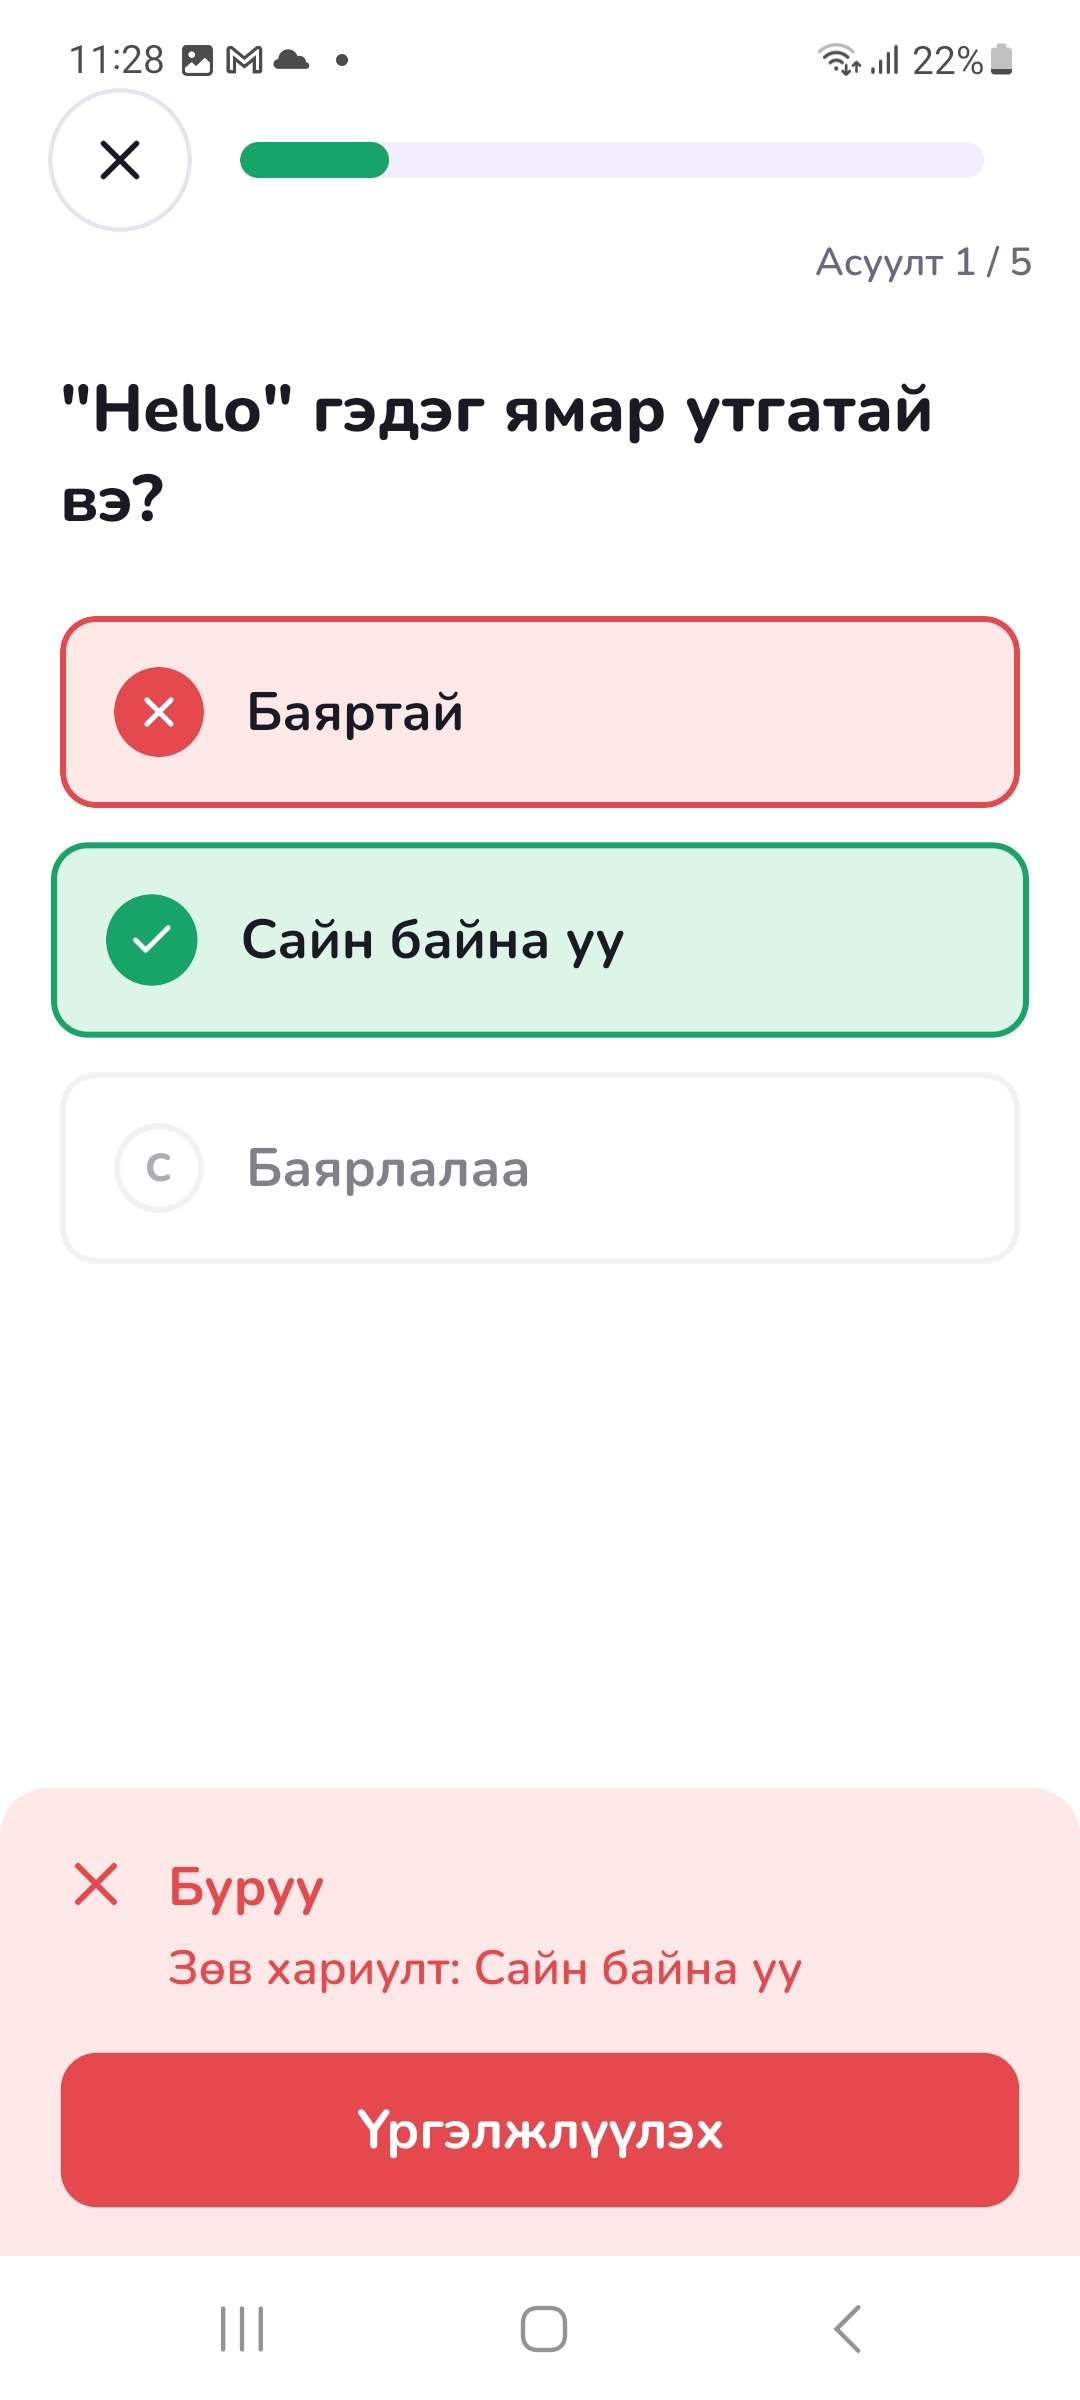 11:28
22%
Асуулт 1 / 5
"Hello" гэдэг ямар утгатай
вэ?
Баяртай
Сайн байна уу
C Баярлалаа
Буруу
Зөв хариулт: Сайн байна уу
Үргэлжлүүлэх